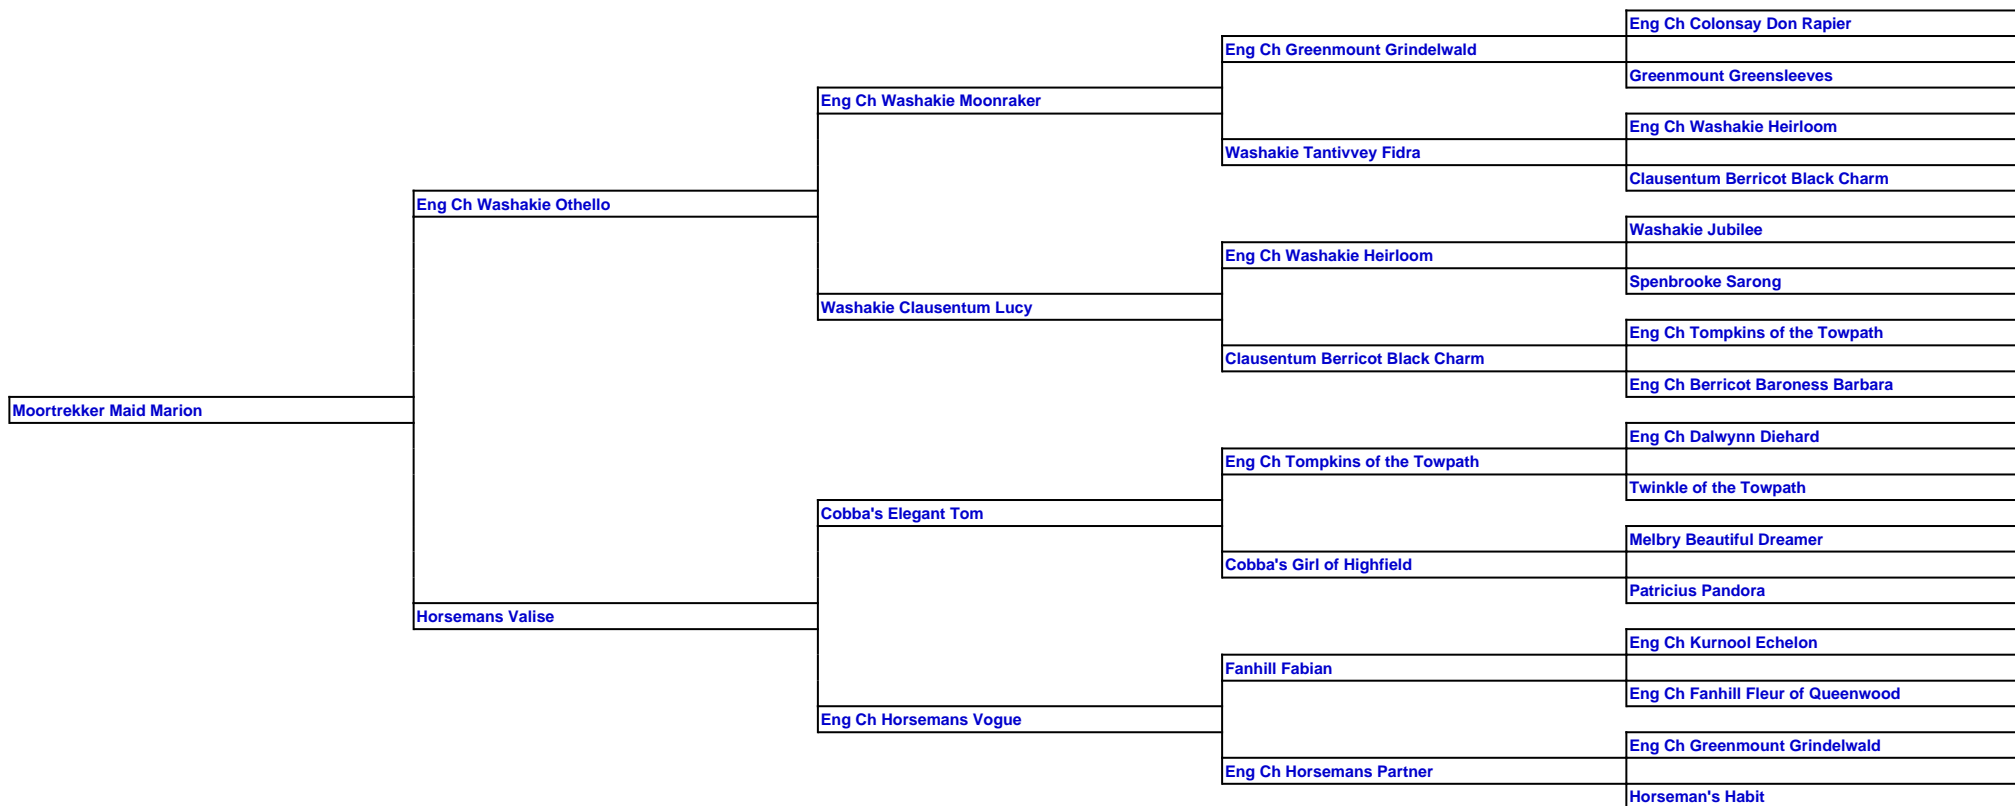 Eng Ch Colonsay Don Rapier
Eng Ch Greenmount Grindelwald
Greenmount Greensleeves
Eng Ch Washakie Moonraker
Eng Ch Washakie Heirloom
Washakie Tantivvey Fidra
Clausentum Berricot Black Charm
Eng Ch Washakie Othello
Washakie Jubilee
Eng Ch Washakie Heirloom
Spenbrooke Sarong
Washakie Clausentum Lucy
Eng Ch Tompkins of the Towpath
Clausentum Berricot Black Charm
Eng Ch Berricot Baroness Barbara
Moortrekker Maid Marion
Eng Ch Dalwynn Diehard
Eng Ch Tompkins of the Towpath
Twinkle of the Towpath
Cobba's Elegant Tom
Melbry Beautiful Dreamer
Cobba's Girl of Highfield
Patricius Pandora
Horsemans Valise
Eng Ch Kurnool Echelon
Fanhill Fabian
Eng Ch Fanhill Fleur of Queenwood
Eng Ch Horsemans Vogue
Eng Ch Greenmount Grindelwald
Eng Ch Horsemans Partner
Horseman's Habit